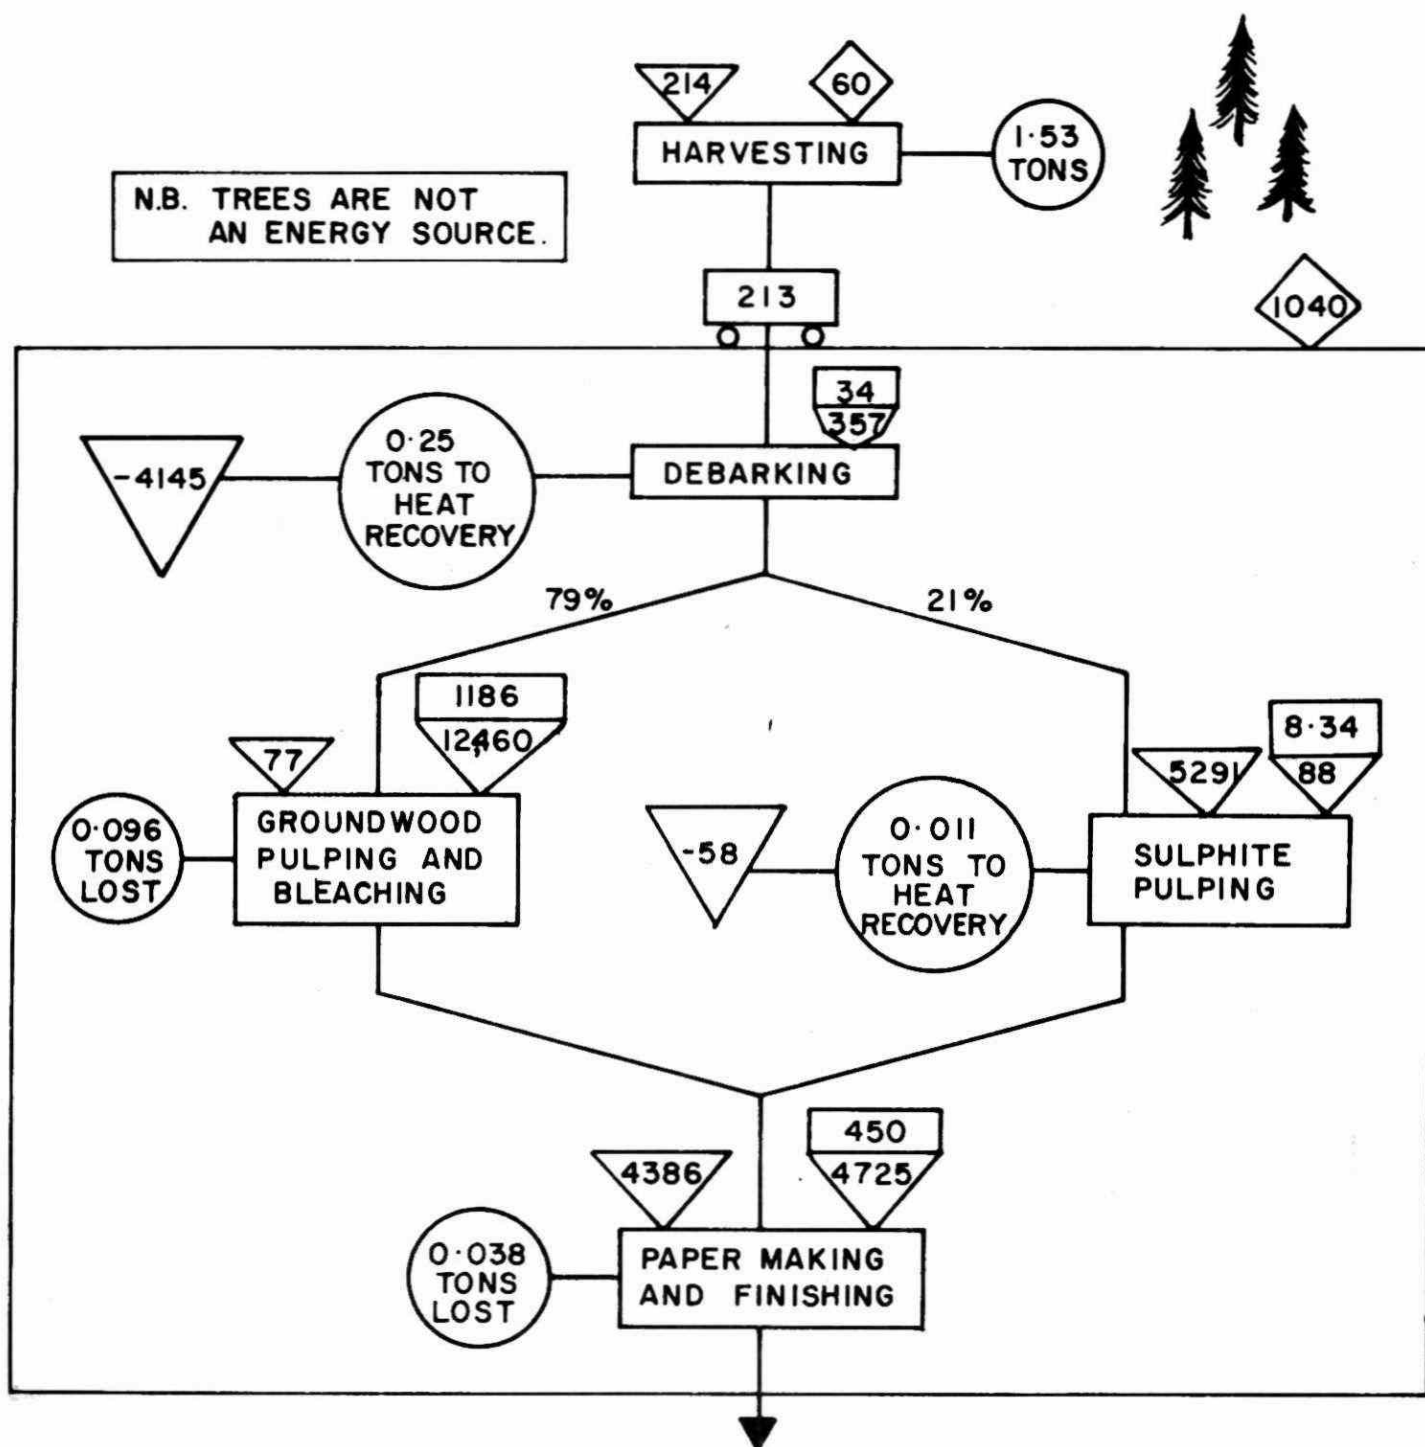 214
60
HARVESTING
1·53
TONS
N.B. TREES ARE NOT
AN ENERGY SOURCE.
213
1040
34
357
DEBARKING
0·25
TONS TO
HEAT
RECOVERY
-4145
79%
21%
77
1186
12,460
GROUNDWOOD
PULPING AND
BLEACHING
0·096
TONS
LOST
-58
0·011
TONS TO
HEAT
RECOVERY
5291
8·34
88
SULPHITE
PULPING
4386
450
4725
PAPER MAKING
AND FINISHING
0·038
TONS
LOST